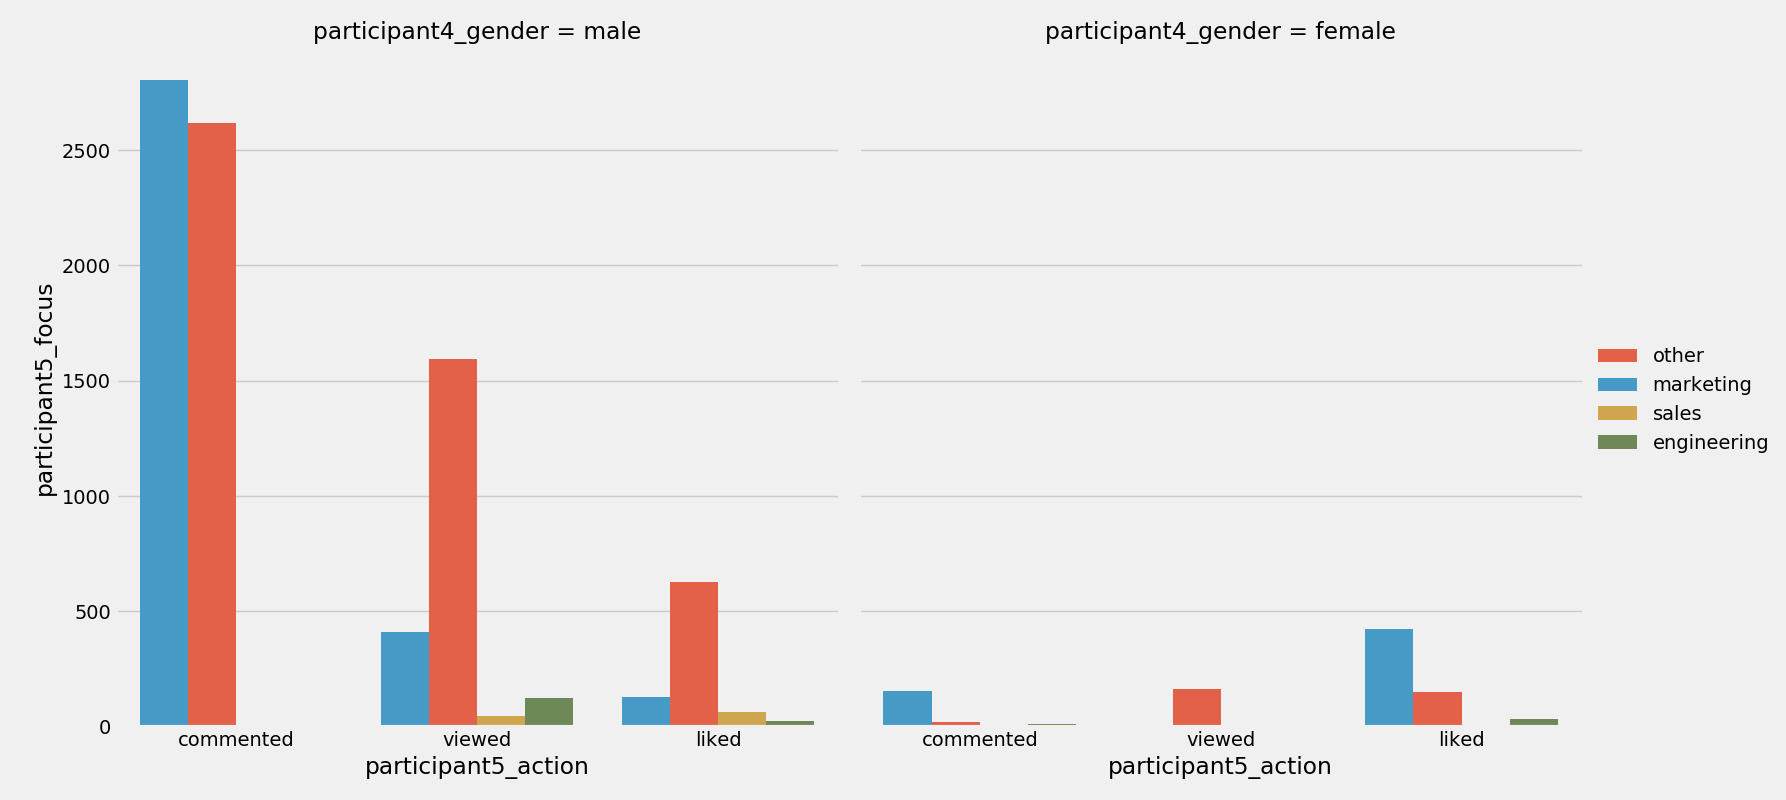 participant4_gender = male
participant4_gender = female
participant5_focus
2500
2000
1500
1000
500
0
commented
viewed
liked
participant5_action
commented
viewed
liked
participant5_action
other
marketing
sales
engineering